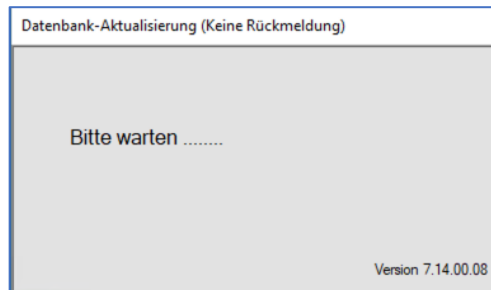 Datenbank-Aktualisierung (Keine Rückmeldung)
Bitte warten ........
Version 7.14.00.08